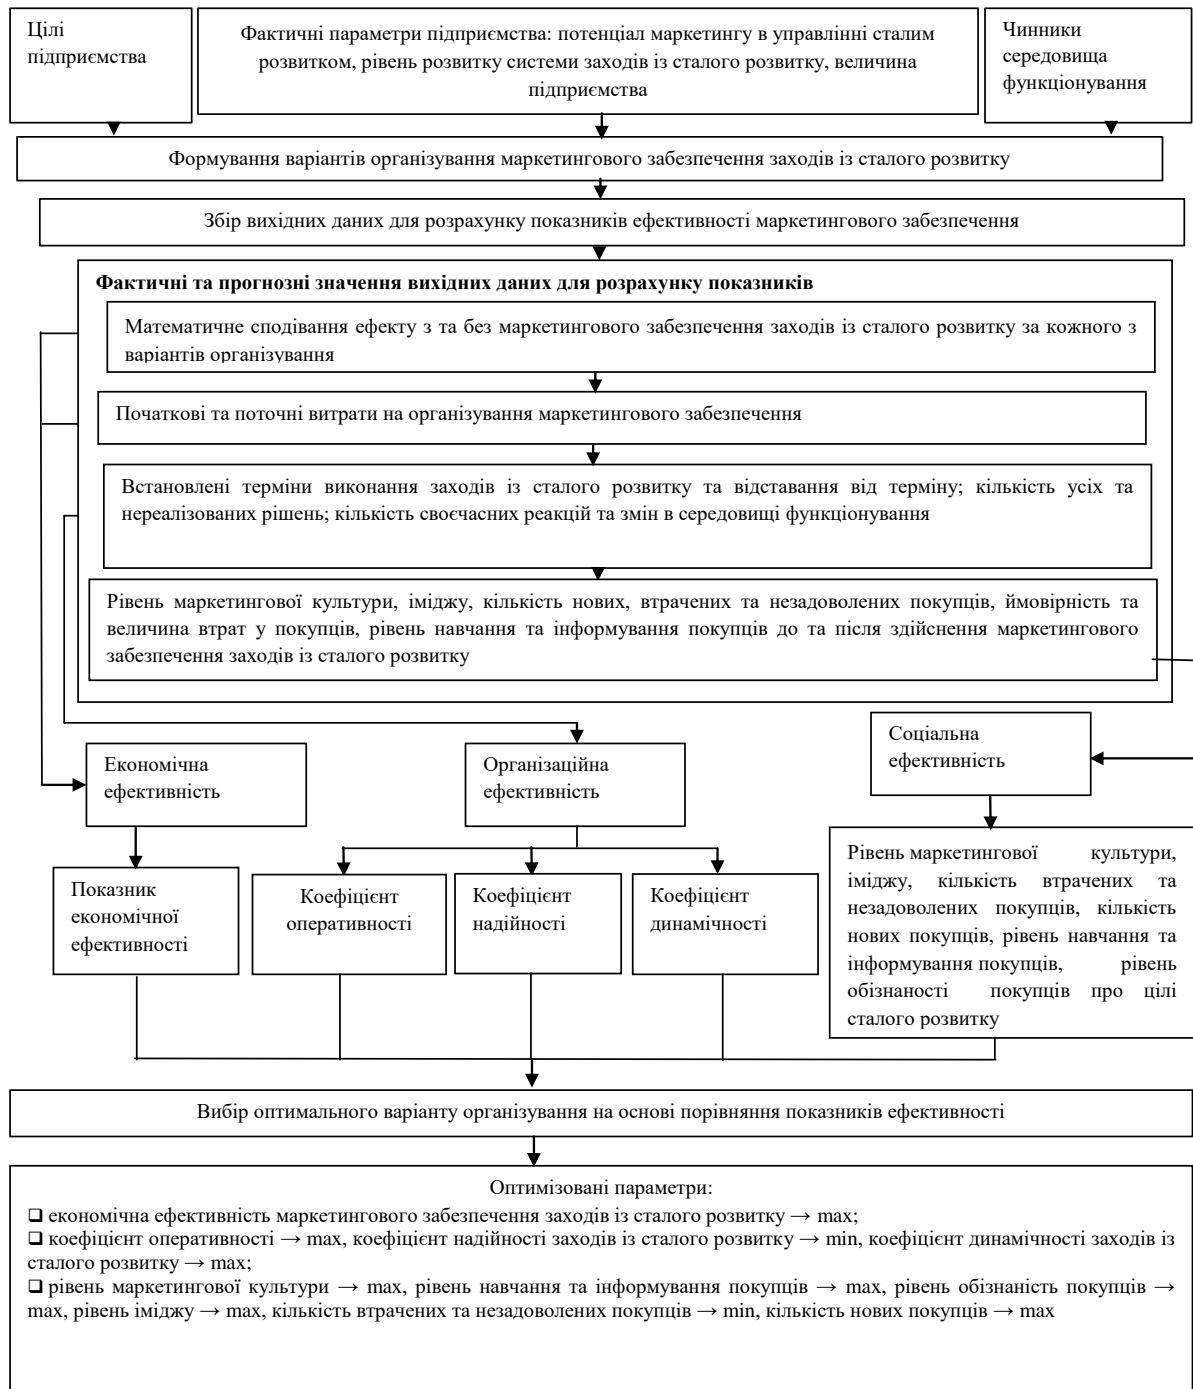 Цілі
підприємства
Фактичні параметри підприємства: потенціал маркетингу в управлінні сталим
розвитком, рівень розвитку системи заходів із сталого розвитку, величина
підприємства
Чинники
середовища
функціонування
Формування варіантів організування маркетингового забезпечення заходів із сталого розвитку
Збір вихідних даних для розрахунку показників ефективності маркетингового забезпечення
Фактичні та прогнозні значення вихідних даних для розрахунку показників
Математичне сподівання ефекту з та без маркетингового забезпечення заходів із сталого розвитку за кожного з
варіантів організування
Початкові та поточні витрати на організування маркетингового забезпечення
Встановлені терміни виконання заходів із сталого розвитку та відставання від терміну; кількість усіх та
нереалізованих рішень; кількість своєчасних реакцій та змін в середовищі функціонування
Рівень маркетингової культури, іміджу, кількість нових, втрачених та незадоволених покупців, ймовірність та
величина втрат у покупців, рівень навчання та інформування покупців до та після здійснення маркетингового
забезпечення заходів із сталого розвитку
Економічна
ефективність
Організаційна
ефективність
Соціальна
ефективність
Показник
економічної
ефективності
Коефіцієнт
оперативності
Коефіцієнт
надійності
Коефіцієнт
динамічності
Рівень маркетингової культури,
іміджу, кількість втрачених та
незадоволених покупців, кількість
нових покупців, рівень навчання та
інформування покупців, рівень
обізнаності покупців про цілі
сталого розвитку
Вибір оптимального варіанту організування на основі порівняння показників ефективності
Оптимізовані параметри:
❑ економічна ефективність маркетингового забезпечення заходів із сталого розвитку → max;
❑ коефіцієнт оперативності → max, коефіцієнт надійності заходів із сталого розвитку → min, коефіцієнт динамічності заходів із
сталого розвитку → max;
❑ рівень маркетингової культури → max, рівень навчання та інформування покупців → max, рівень обізнаність покупців →
max, рівень іміджу → max, кількість втрачених та незадоволених покупців → min, кількість нових покупців → max